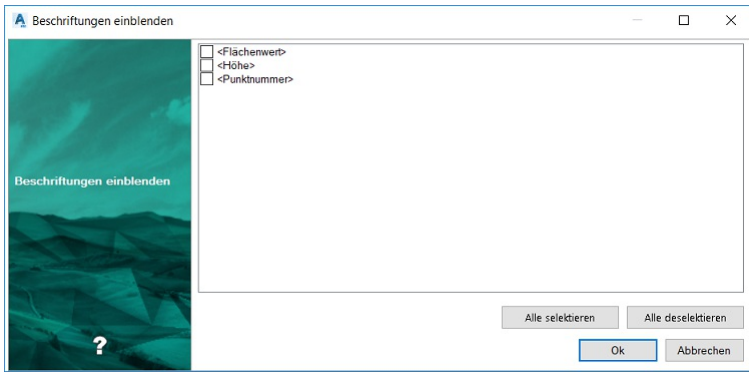 Beschriftungen einblenden
<Flächenwert>
<Höhe>
<Punktnummer>
Beschriftungen einblenden
?
Alle selektieren
Alle deselektieren
Ok
Abbrechen